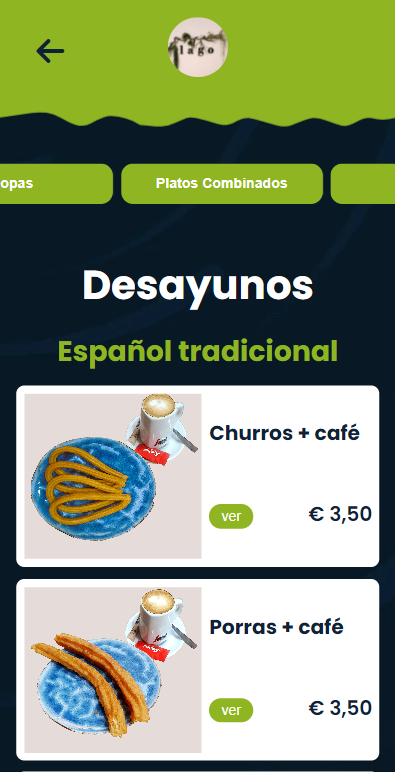 lago
opas
Platos Combinados
Desayunos
Español tradicional
Churros + café
ver
€ 3,50
Porras + café
ver
€ 3,50